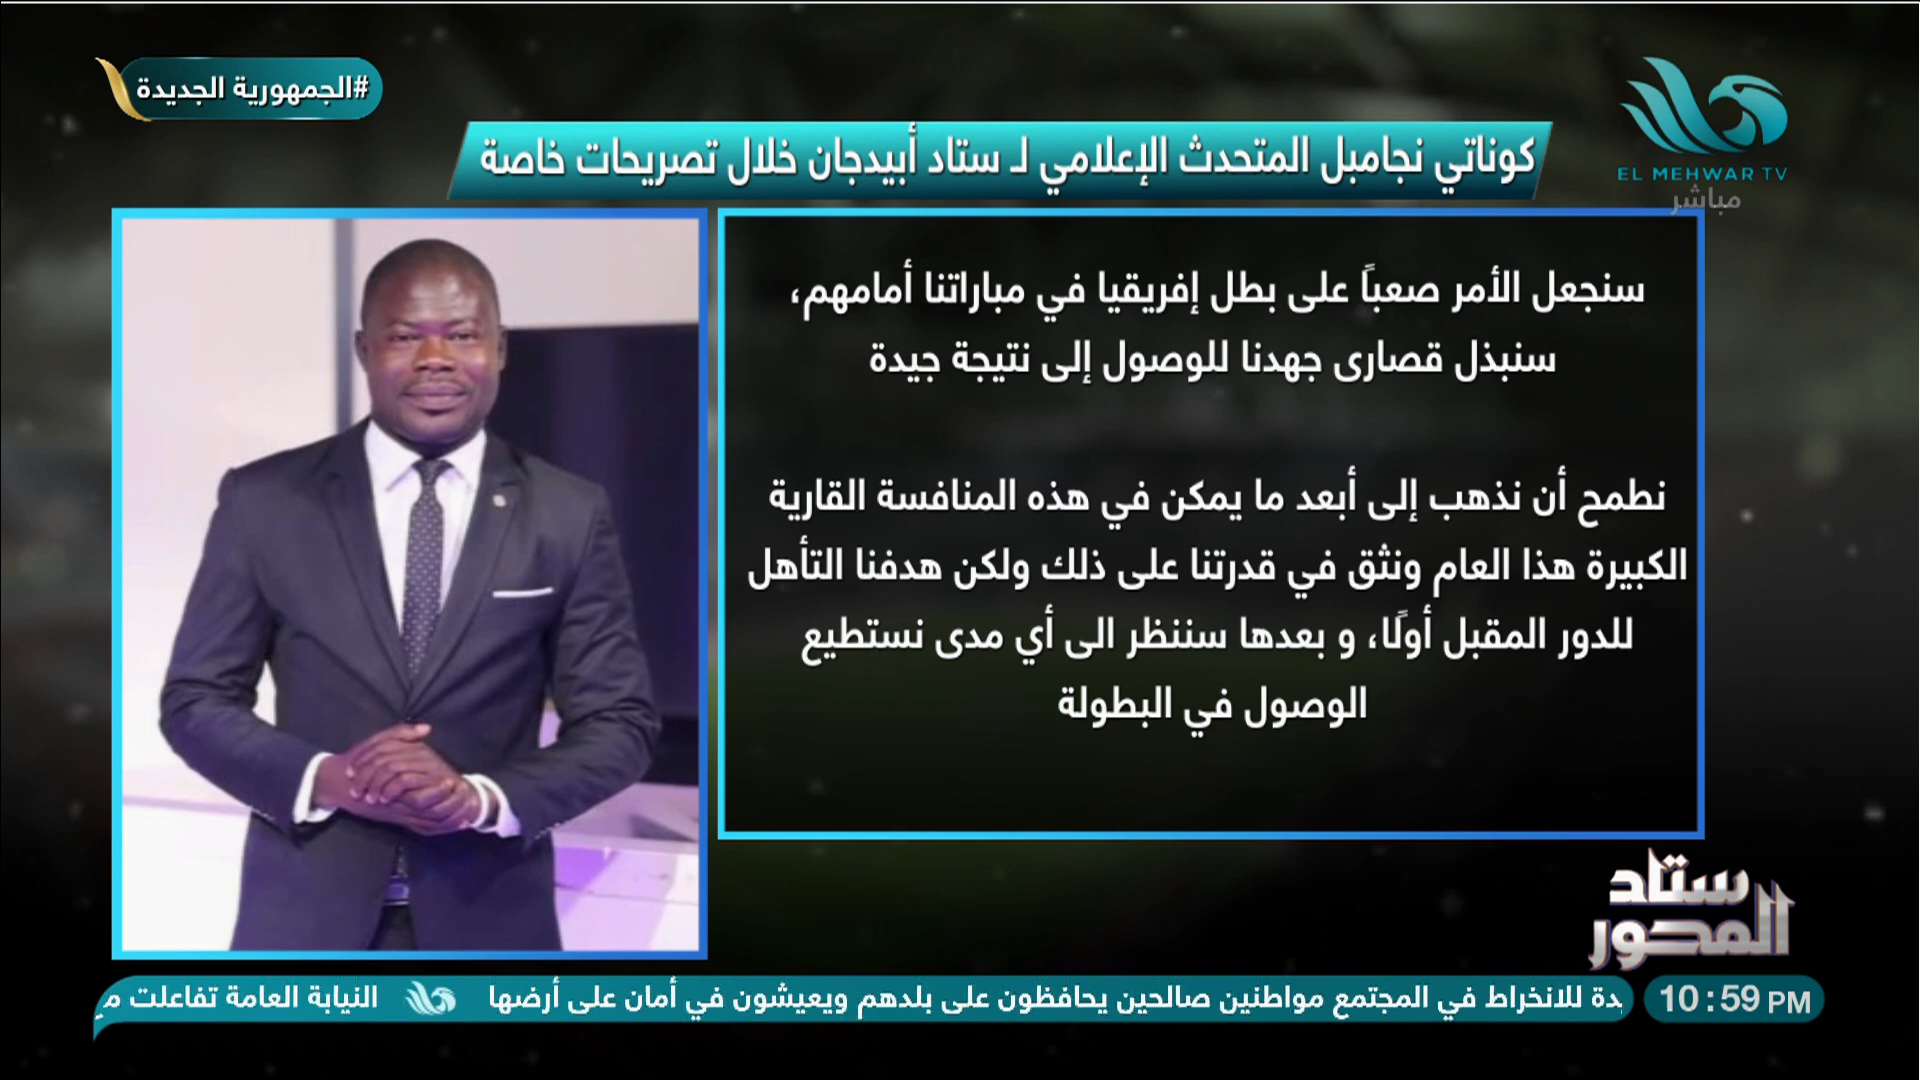 #الجمهورية الجديدة
EL MEHWAR TV
مباشر
كوناتي نجامبل المتحدث الإعلامي لـ ستاد أبيدجان خلال تصريحات خاصة
سنجعل الأمر صعباً على بطل إفريقيا في مباراتنا أمامهم،
سنبذل قصارى جهدنا للوصول إلى نتيجة جيدة
نطمح أن نذهب إلى أبعد ما يمكن في هذه المنافسة القارية
الكبيرة هذا العام ونثق في قدرتنا على ذلك ولكن هدفنا التأهل
للدور المقبل أولًا، و بعدها سننظر الى أي مدى نستطيع
الوصول في البطولة
ستاد
المحور
دة للانخراط في المجتمع مواطنين صالحين يحافظون على بلدهم ويعيشون في أمان على أرضها النيابة العامة تفاعلت
10:59 PM